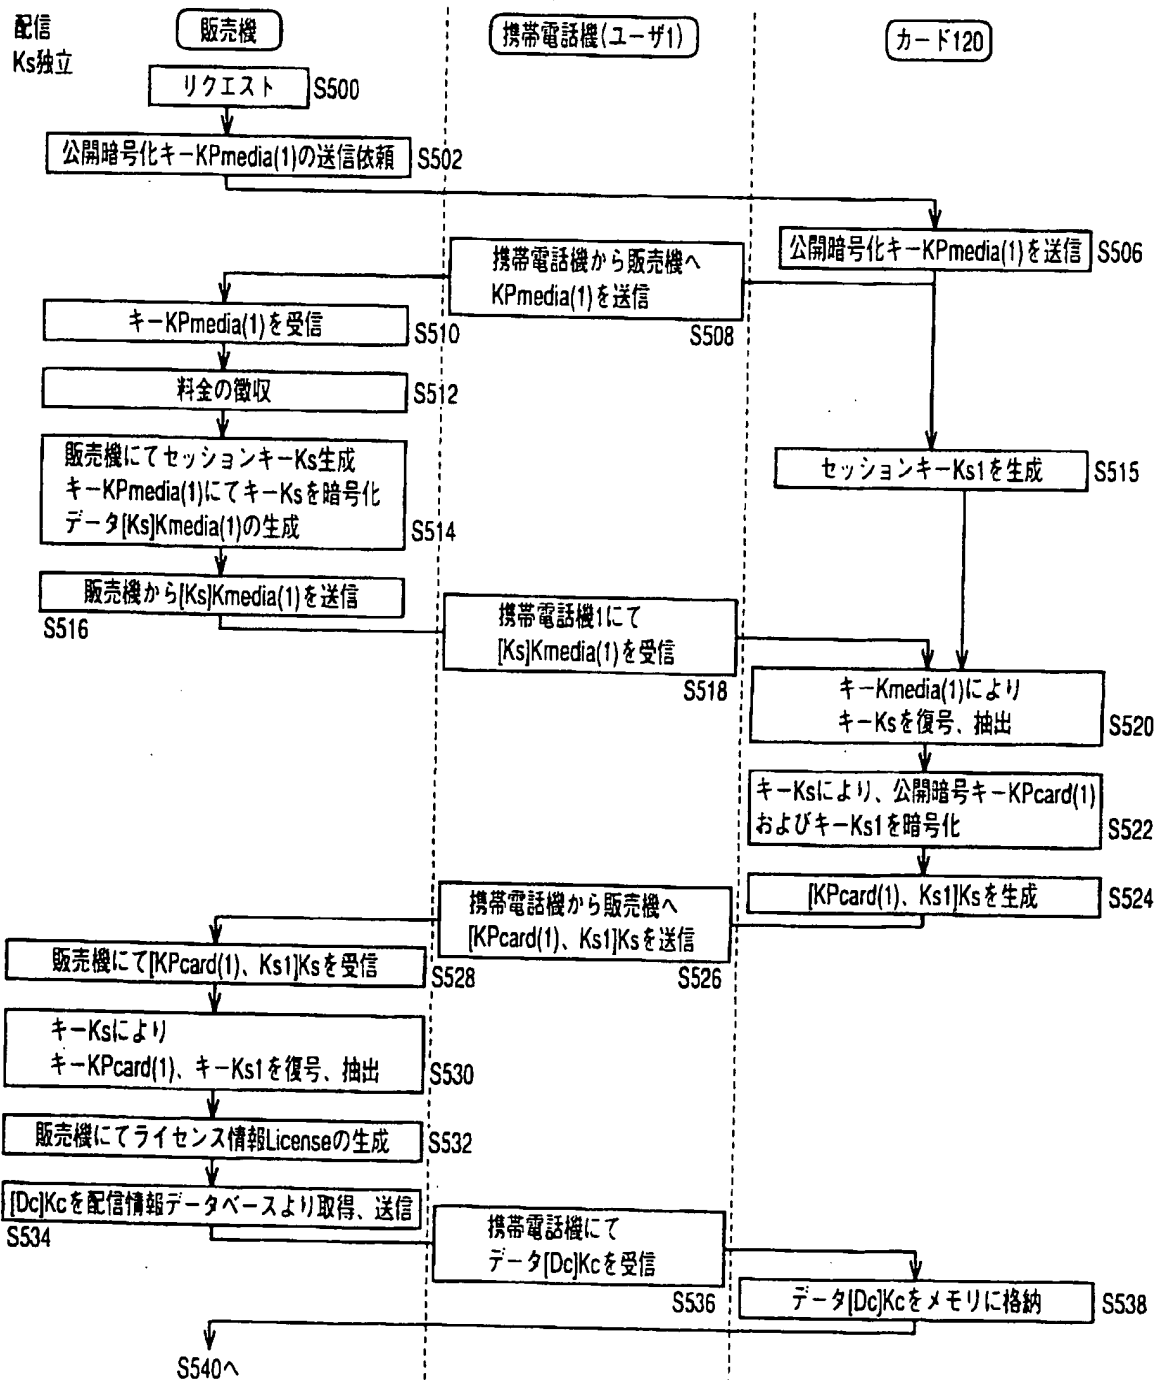 配信
Ks独立
販売機
携帯電話機(ユーザ1)
カード120
リクエスト
S500
公開暗号化キーKPmedia(1)の送信依頼
S502
公開暗号化キーKPmedia(1)を送信
S506
携帯電話機から販売機へ
KPmedia(1)を送信
S508
キーKPmedia(1)を受信
S510
料金の徴収
S512
販売機にてセッションキーKs生成
キーKPmedia(1)にてキーKsを暗号化
データ[Ks]Kmedia(1)の生成
S514
セッションキーKs1を生成
S515
販売機から[Ks]Kmedia(1)を送信
S516
携帯電話機1にて
[Ks]Kmedia(1)を受信
S518
キーKmedia(1)により
キーKsを復号、抽出
S520
キーKsにより、公開暗号キーKPcard(1)
およびキーKs1を暗号化
S522
[KPcard(1)、Ks1]Ksを生成
S524
携帯電話機から販売機へ
[KPcard(1)、Ks1]Ksを送信
S526
販売機にて[KPcard(1)、Ks1]Ksを受信
S528
キーKsにより
キーKPcard(1)、キーKs1を復号、抽出
S530
販売機にてライセンス情報Licenseの生成
S532
[Dc]Kcを配信情報データベースより取得、送信
S534
携帯電話機にて
データ[Dc]Kcを受信
S536
データ[Dc]Kcをメモリに格納
S538
S540へ